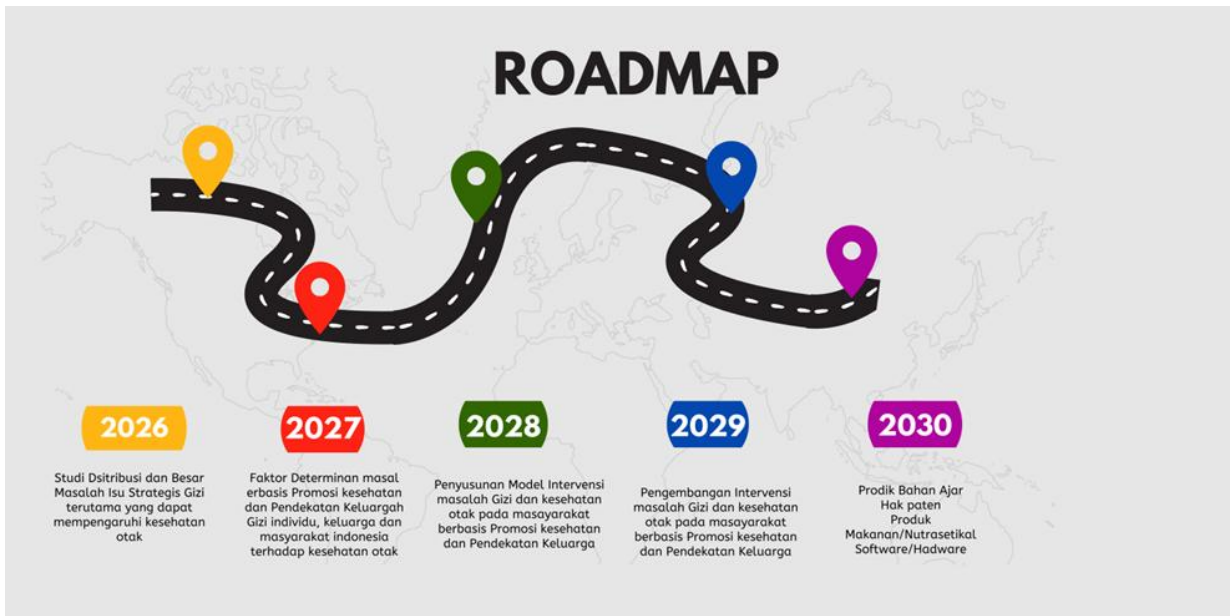 ROADMAP
2026
Studi Dsitribusi dan Besar
Masalah Isu Strategis Gizi
terutama yang dapat
mempengaruhi kesehatan
otak
2027
Faktor Determinan masal
erbasis Promosi kesehatan
dan Pendekatan Keluargah
Gizi individu, keluarga dan
masyarakat indonesia
terhadap kesehatan otak
2028
Penyusunan Model Intervensi
masalah Gizi dan kesehatan
otak pada masayarakat
berbasis Promosi kesehatan
dan Pendekatan Keluarga
2029
Pengembangan Intervensi
masalah Gizi dan kesehatan
otak pada masayarakat
berbasis Promosi kesehatan
dan Pendekatan Keluarga
2030
Prodik Bahan Ajar
Hak paten
Produk
Makanan/Nutrasetikal
Software/Hadware